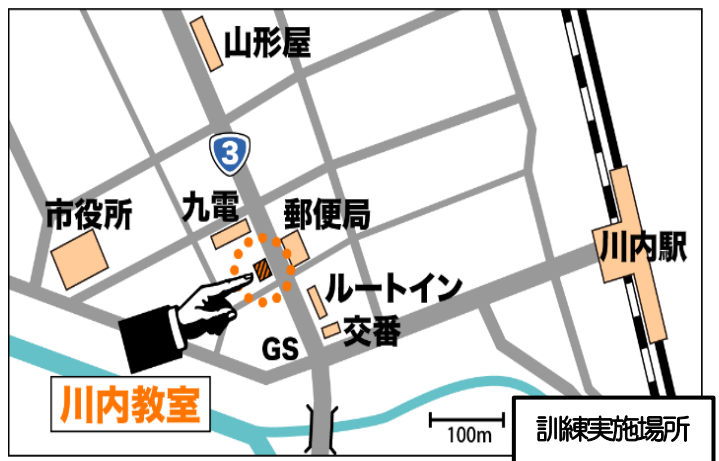 山形屋
3
市役所
九電
郵便局
川内駅
ルートイン
交番
GS
川内教室
100m
訓練実施場所